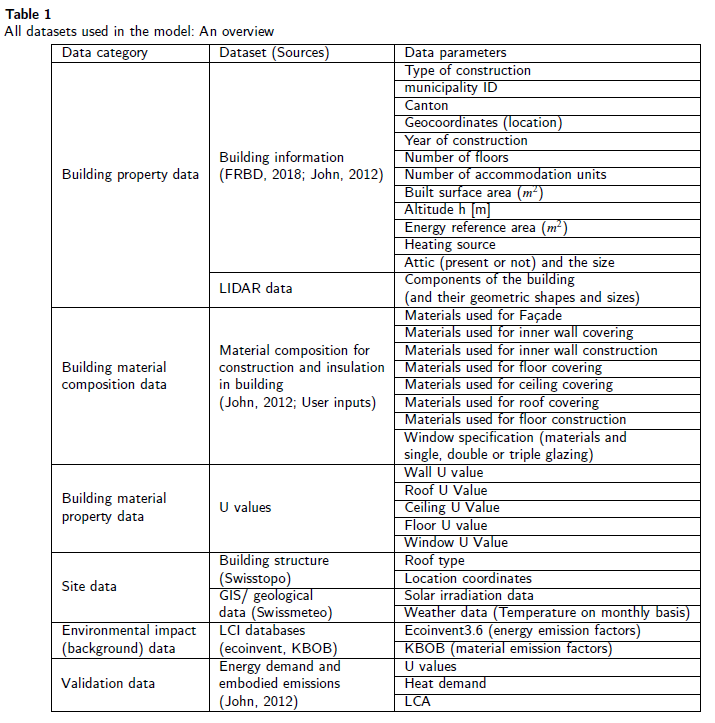 Table 1
All datasets used in the model: An overview
Data category Dataset (Sources) Data parameters
Building property data
Building information
(FRBD, 2018; John, 2012)
Type of construction
municipality ID
Canton
Geocoordinates (location)
Year of construction
Number of floors
Number of accommodation units
Built surface area (m²)
Altitude h [m]
Energy reference area (m²)
Heating source
Attic (present or not) and the size
LIDAR data
Components of the building
(and their geometric shapes and sizes)
Building material
composition data
Material composition for
construction and insulation
in building
(John, 2012; User inputs)
Materials used for Façade
Materials used for inner wall covering
Materials used for inner wall construction
Materials used for floor covering
Materials used for ceiling covering
Materials used for roof covering
Materials used for floor construction
Window specification (materials and
single, double or triple glazing)
Building material
property data
U values
Wall U value
Roof U Value
Ceiling U Value
Floor U value
Window U Value
Site data
Building structure
(Swisstopo)
Roof type
Location coordinates
GIS/ geological
data (Swissmeteo)
Solar irradiation data
Weather data (Temperature on monthly basis)
Environmental impact
(background) data
LCI databases
(ecoinvent, KBOB)
Ecoinvent3.6 (energy emission factors)
KBOB (material emission factors)
Validation data
Energy demand and
embodied emissions
(John, 2012)
U values
Heat demand
LCA